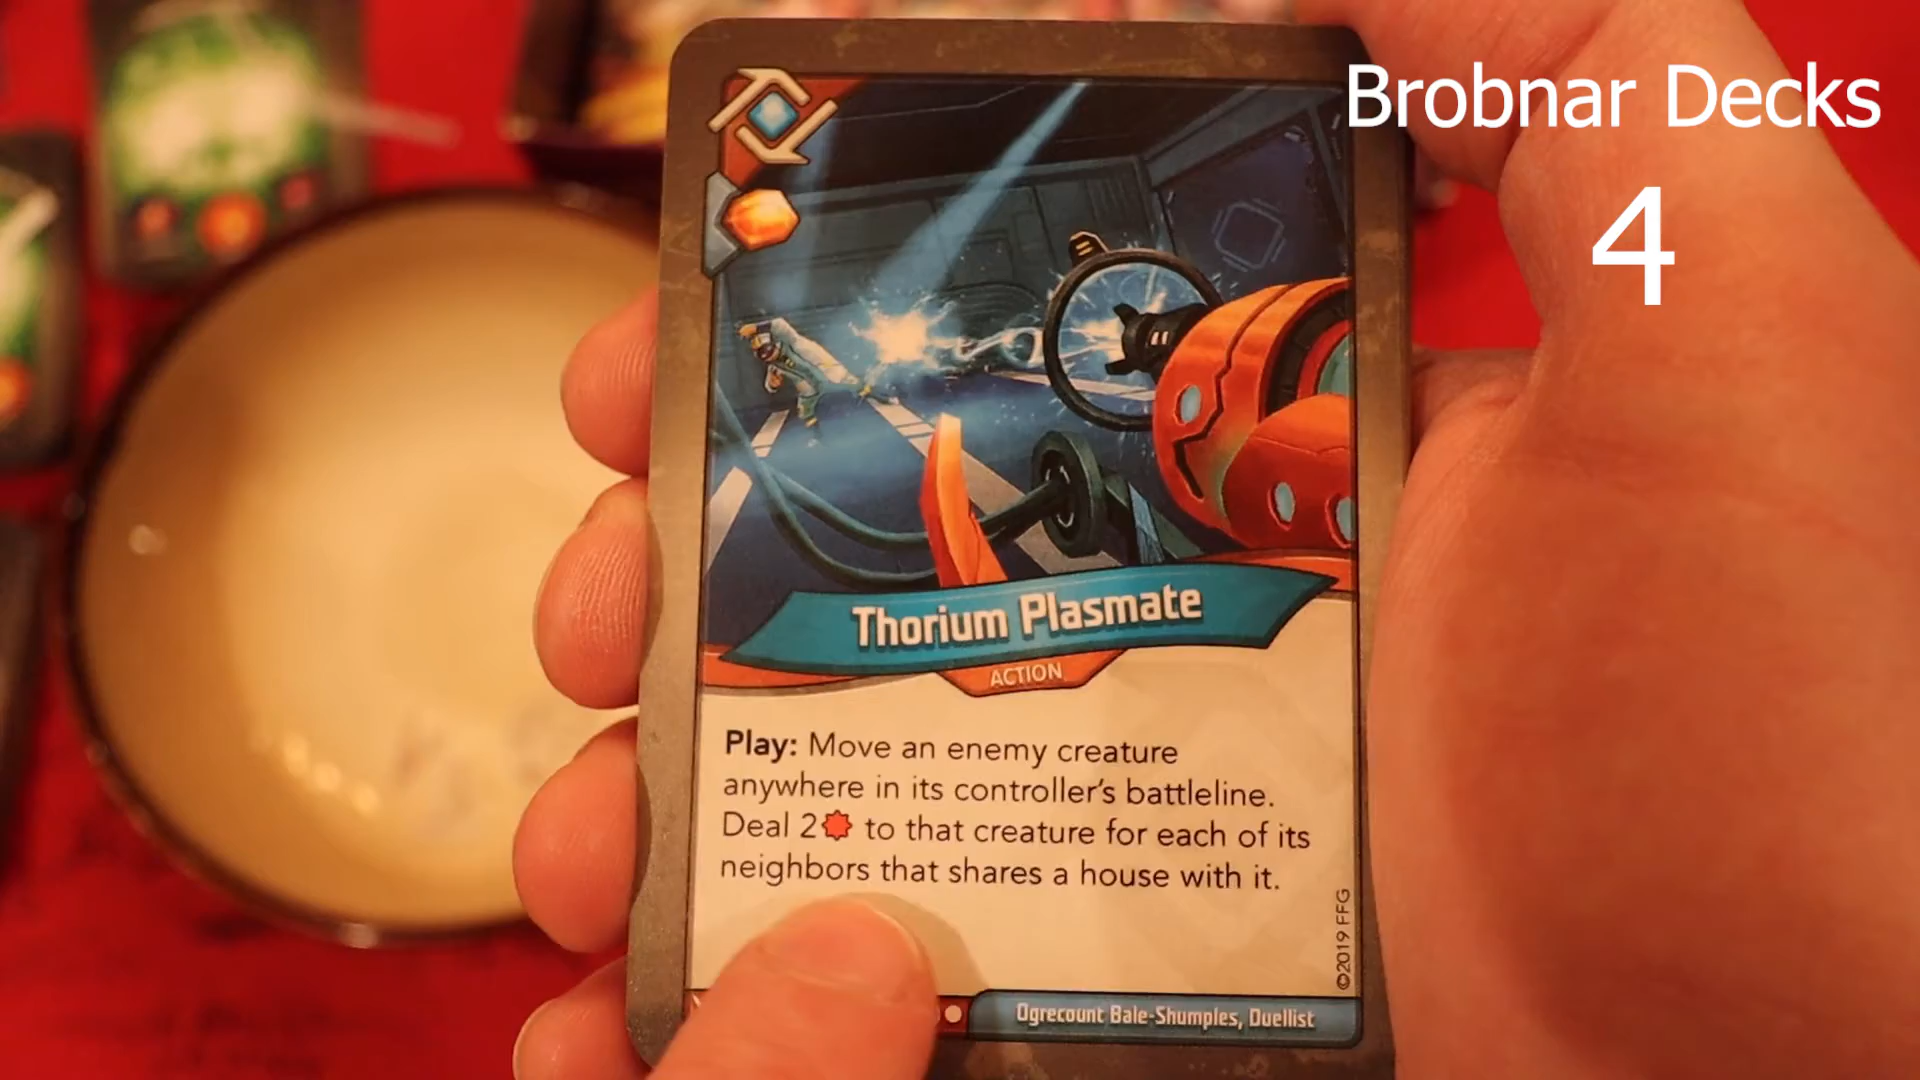 Brobnar Decks
4
Thorium Plasmate
ACTION
Play: Move an enemy creature
anywhere in its controller's battleline.
Deal 2 to that creature for each of its
neighbors that shares a house with it.
©2019 FFG
Ogrecount Bale-Shumples, Duellist